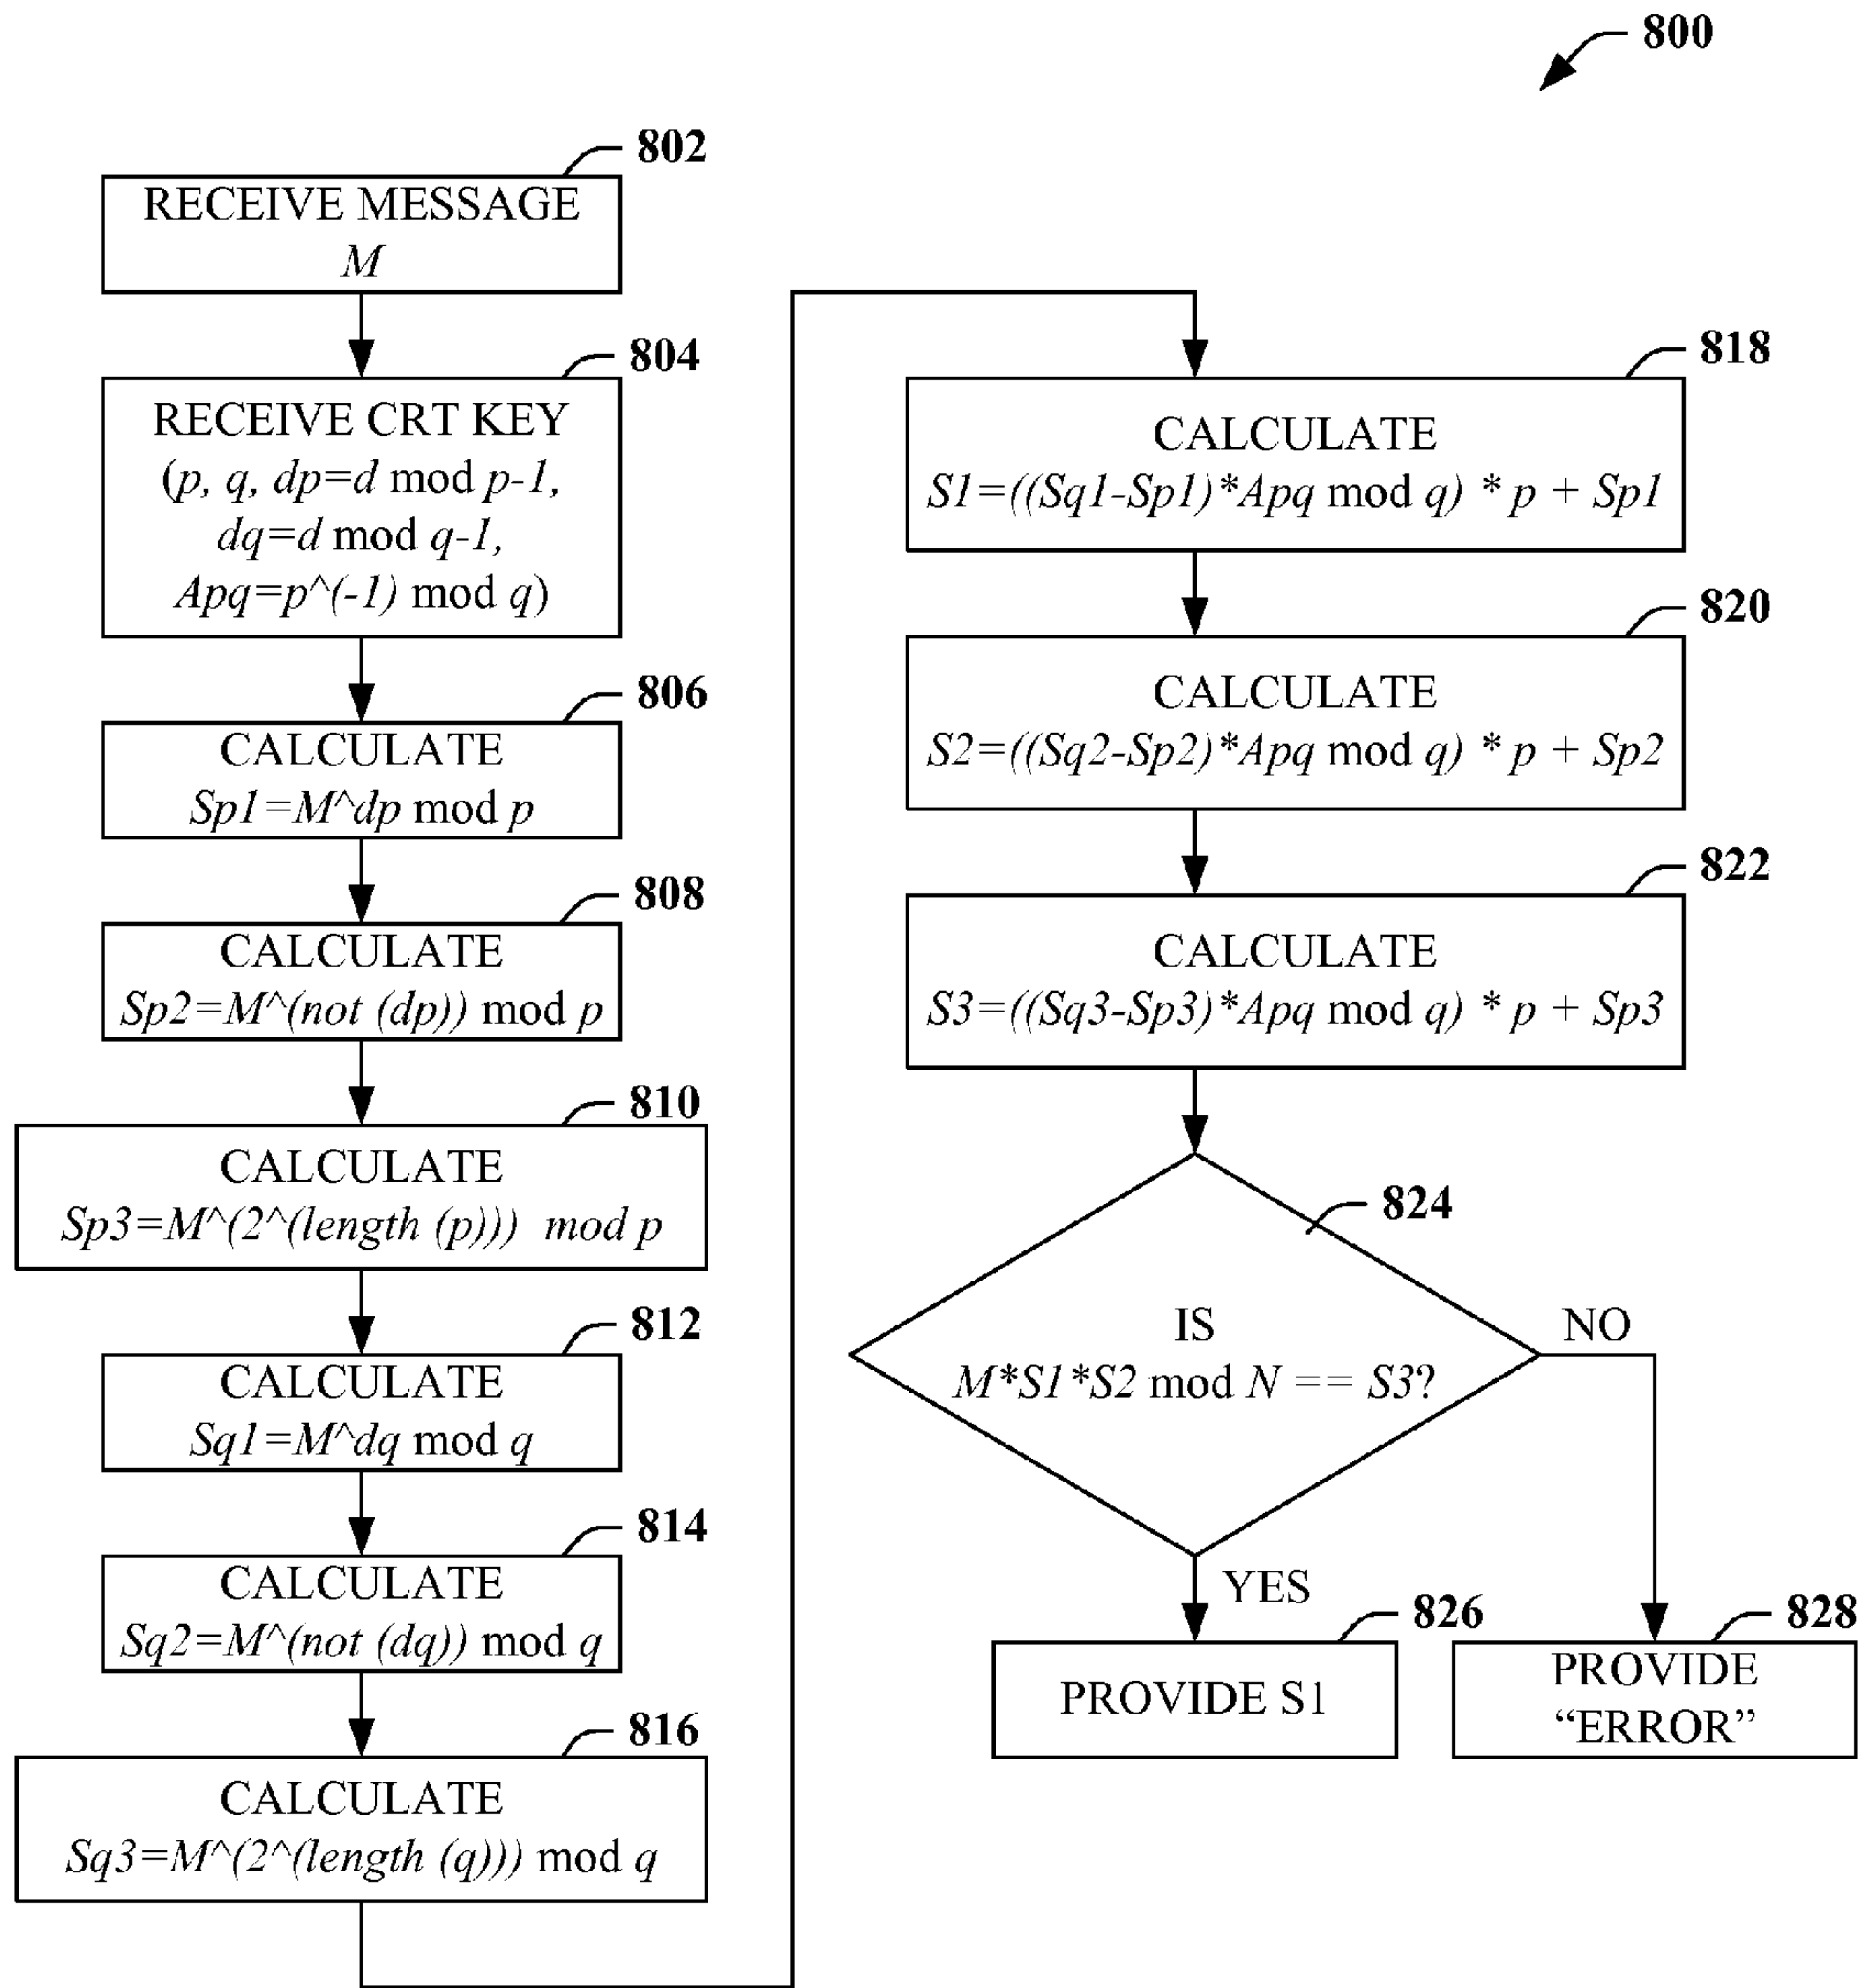 800
802
RECEIVE MESSAGE
M
804
RECEIVE CRT KEY
(p, q, dp=d mod p-1,
dq=d mod q-1,
Apq=p^(-1) mod q)
806
CALCULATE
Sp1=M^dp mod p
808
CALCULATE
Sp2=M^(not (dp)) mod p
810
CALCULATE
Sp3=M^(2^(length (p))) mod p
812
CALCULATE
Sq1=M^dq mod q
814
CALCULATE
Sq2=M^(not (dq)) mod q
816
CALCULATE
Sq3=M^(2^(length (q))) mod q
818
CALCULATE
S1=((Sq1-Sp1)*Apq mod q) * p + Sp1
820
CALCULATE
S2=((Sq2-Sp2)*Apq mod q) * p + Sp2
822
CALCULATE
S3=((Sq3-Sp3)*Apq mod q) * p + Sp3
824
IS
M*S1*S2 mod N == S3?
NO
YES
826
PROVIDE S1
828
PROVIDE
“ERROR”